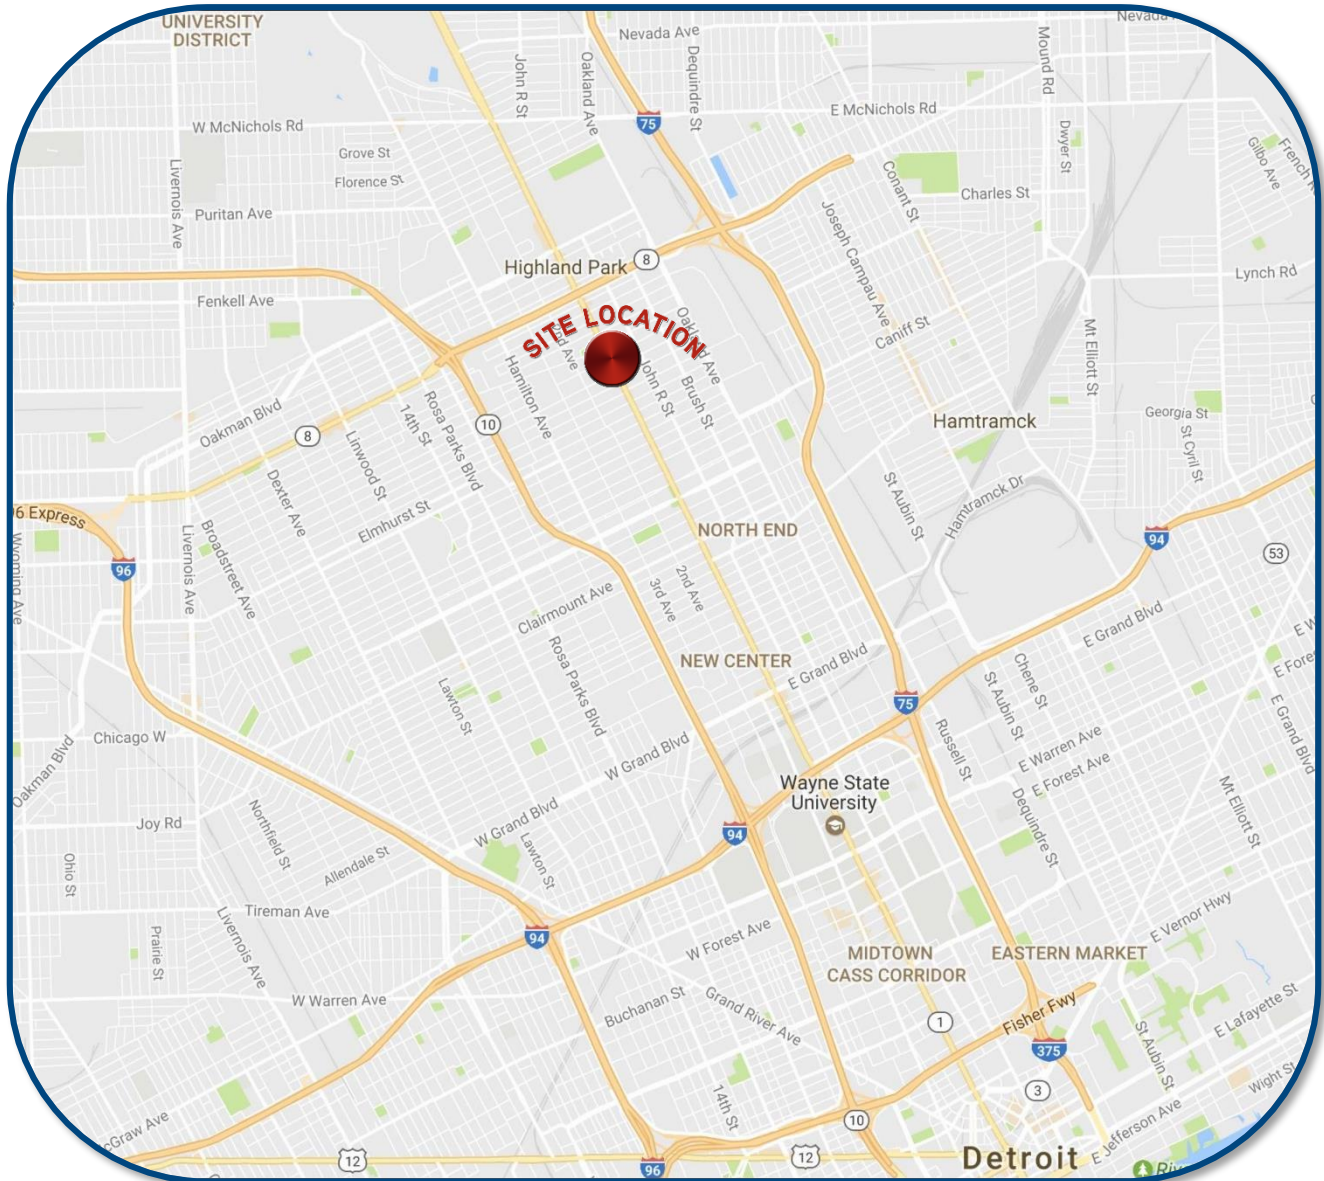 UNIVERSITY
DISTRICT
Nevada Ave
Nevada
John R St
Oakland Ave
Dequindre St
Mound Rd
75
E McNichols Rd
W McNichols Rd
Dwyer St
Gilbo Ave
French
Grove St
Florence St
Livernois Ave
Puritan Ave
Conant St
Charles St
Joseph Campau Ave
Highland Park
8
Lynch Rd
Fenkell Ave
SITE LOCATION
2nd Ave
Oakland Ave
Caniff St
Mt Elliott St
Hamilton Ave
John R St
Brush St
Oakman Blvd
8
14th St
Rosa Parks Blvd
10
Hamtramck
Georgia St
St Cyril St
Linwood St
Dexter Ave
Elmhurst St
St Aubin St
Hamtramck Dr
6 Express
Broadstreet Ave
Livernois Ave
Wyoming Ave
96
NORTH END
94
53
2nd Ave
3rd Ave
Clairmount Ave
E Grand Blvd
E W
E Fore
Rosa Parks Blvd
NEW CENTER
E Grand Blvd
Chene St
St Aubin St
Lawton St
75
E Grand Blvd
Chicago W
Oakman Blvd
W Grand Blvd
Russell St
E Warren Ave
E Forest Ave
Wayne State
University
Mt Elliott St
Joy Rd
Northfield St
W Grand Blvd
94
Dequindre St
Ohio St
Allendale St
Lawton St
Tireman Ave
Livernois Ave
Prairie St
94
W Forest Ave
E Vernor Hwy
MIDTOWN
CASS CORRIDOR
EASTERN MARKET
W Warren Ave
Buchanan St
Grand River Ave
1
Fisher Fwy
E Lafayette St
375
St Aubin St
3
Wight St
cGraw Ave
14th St
10
E Jefferson Ave
12
96
12
Detroit
Riv